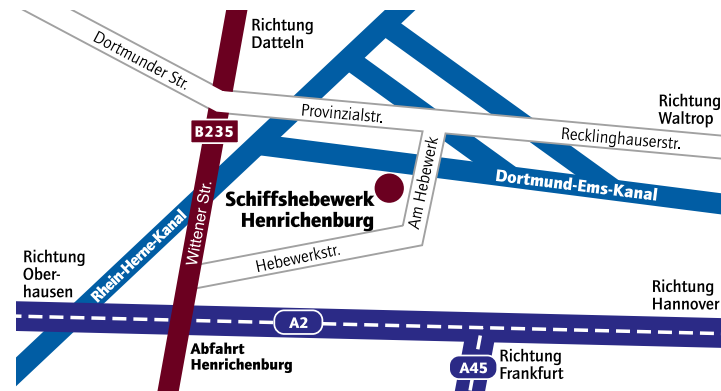 Richtung
Datteln
Dortmunder Str.
Provinzialstr.
Richtung
Waltrop
B235
Recklinghauserstr.
Dortmund-Ems-Kanal
Schiffshebewerk
Henrichenburg
Am Hebewerk
Wittener Str.
Rhein-Herne-Kanal
Hebewerkstr.
Richtung
Ober-
hausen
Richtung
Hannover
A2
Abfahrt
Henrichenburg
A45
Richtung
Frankfurt